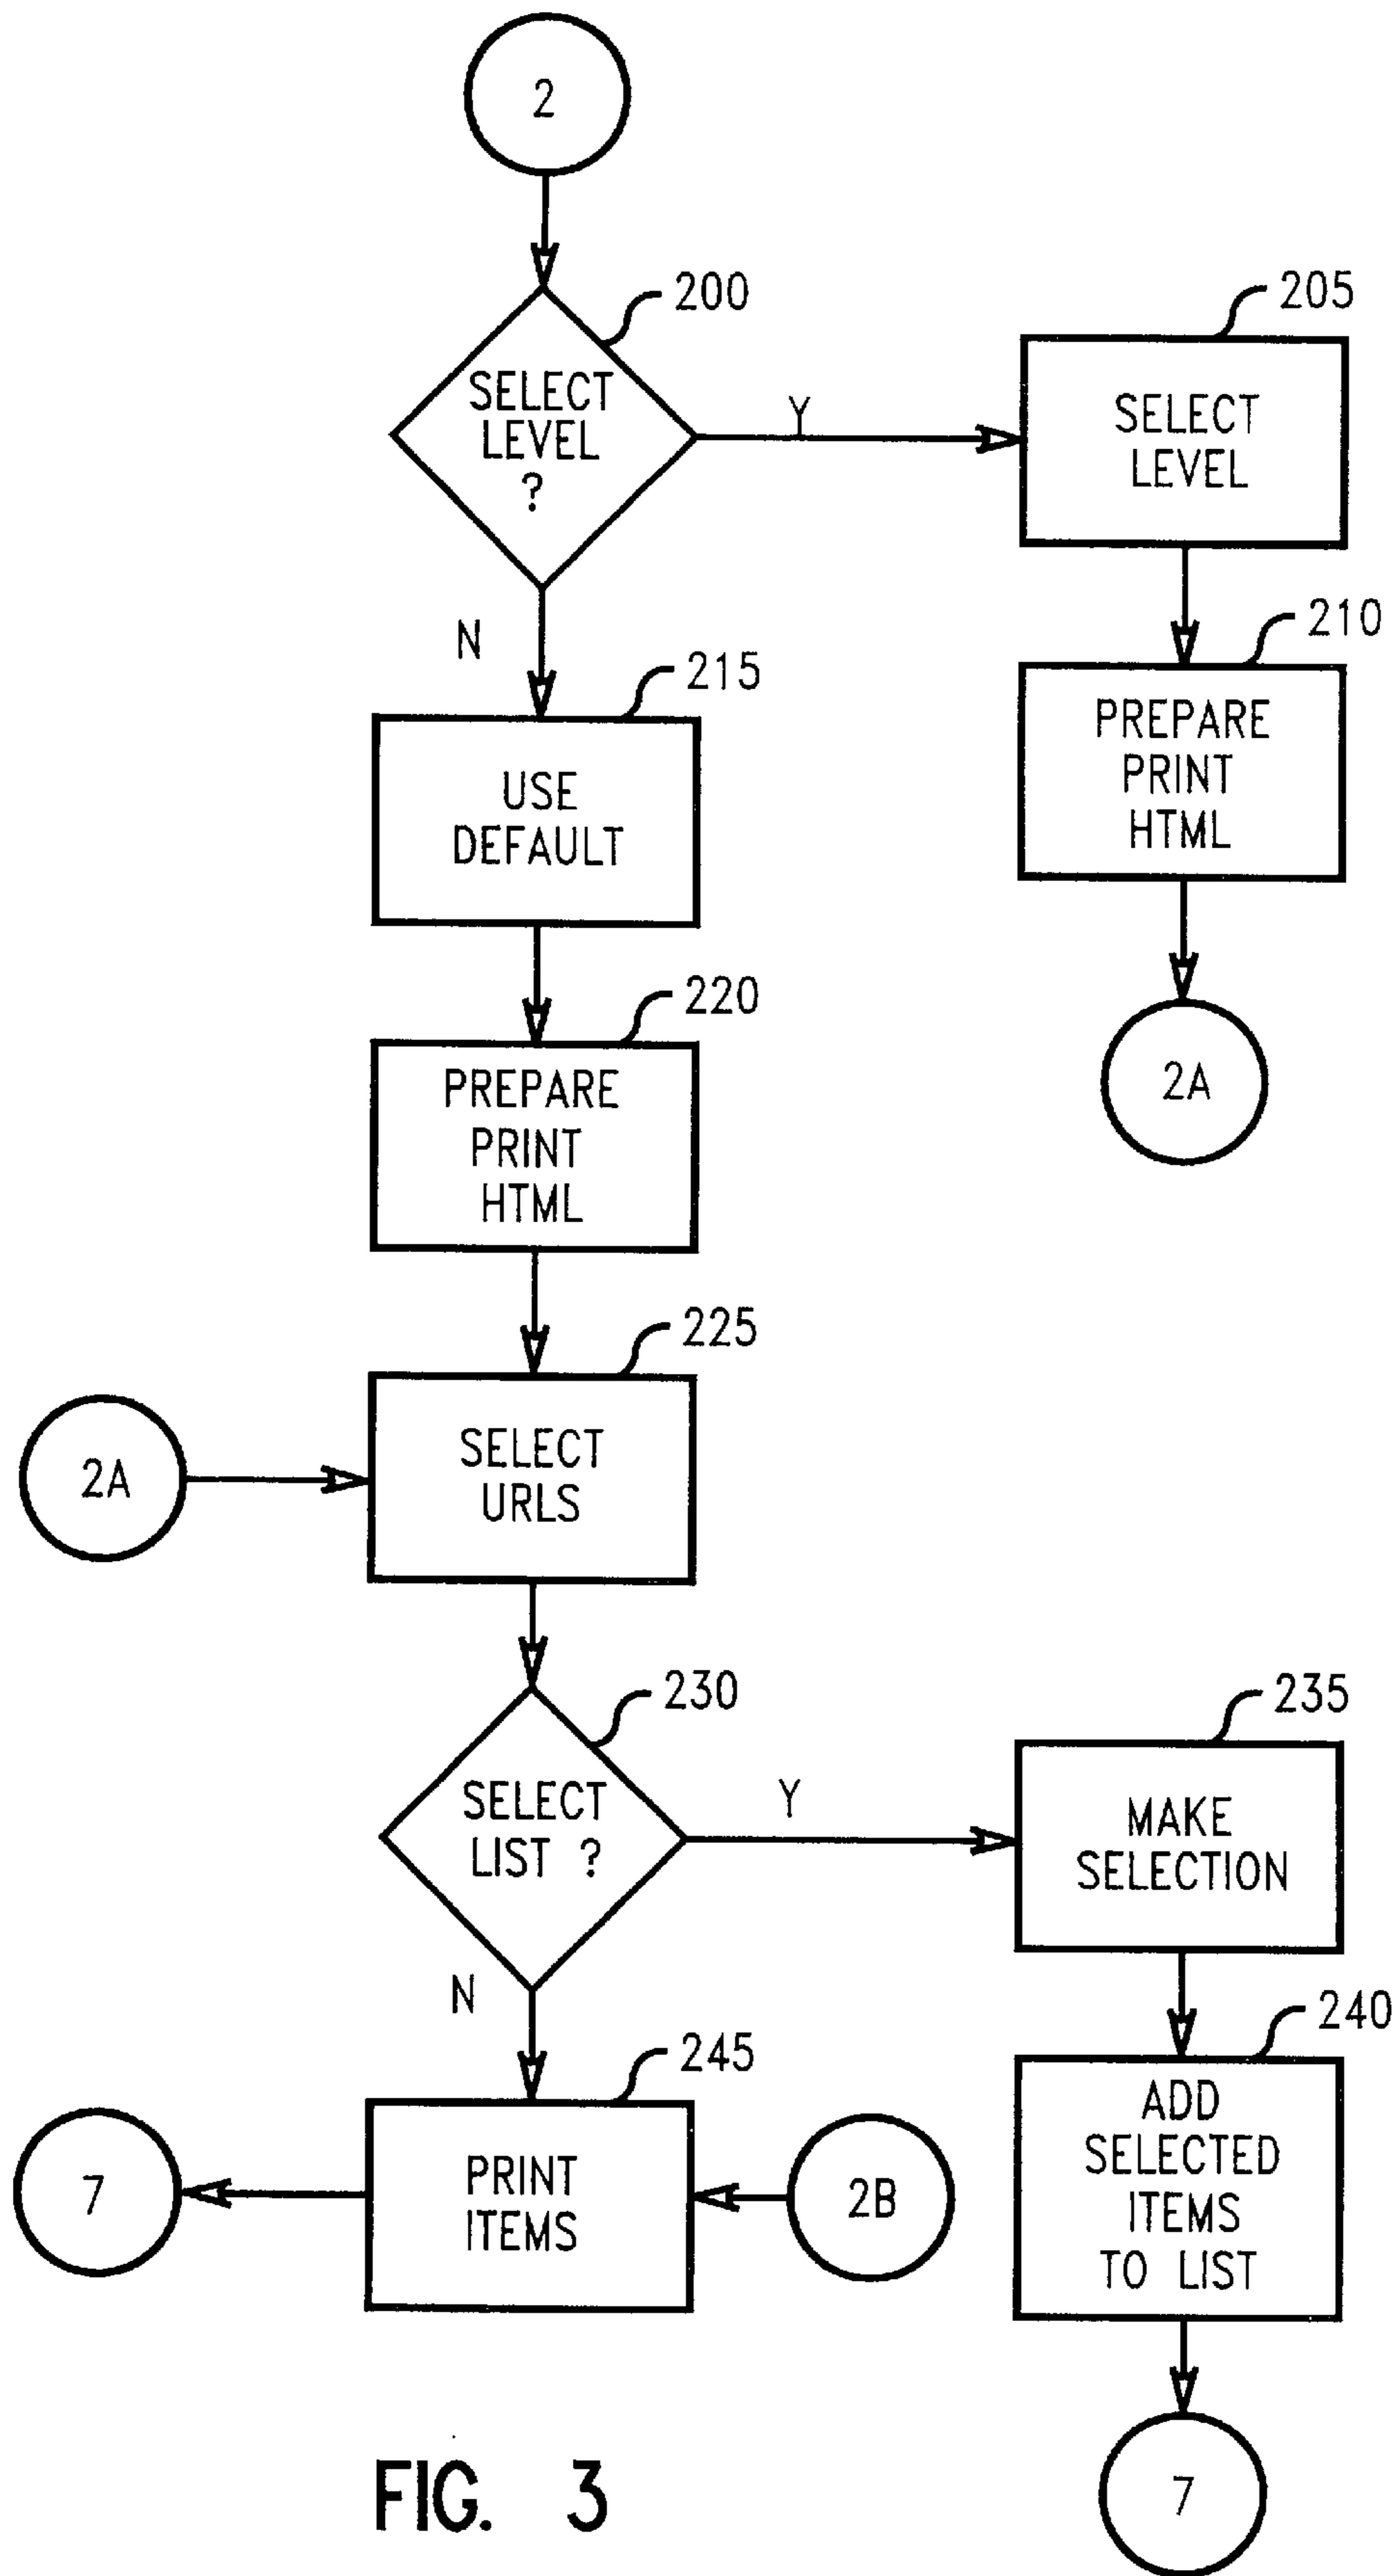 2
200
SELECT
LEVEL
?
Y
205
SELECT
LEVEL
N
210
PREPARE
PRINT
HTML
2A
215
USE
DEFAULT
220
PREPARE
PRINT
HTML
225
SELECT
URLS
2A
230
SELECT
LIST ?
Y
235
MAKE
SELECTION
N
240
ADD
SELECTED
ITEMS
TO LIST
245
PRINT
ITEMS
7
2B
7
FIG. 3